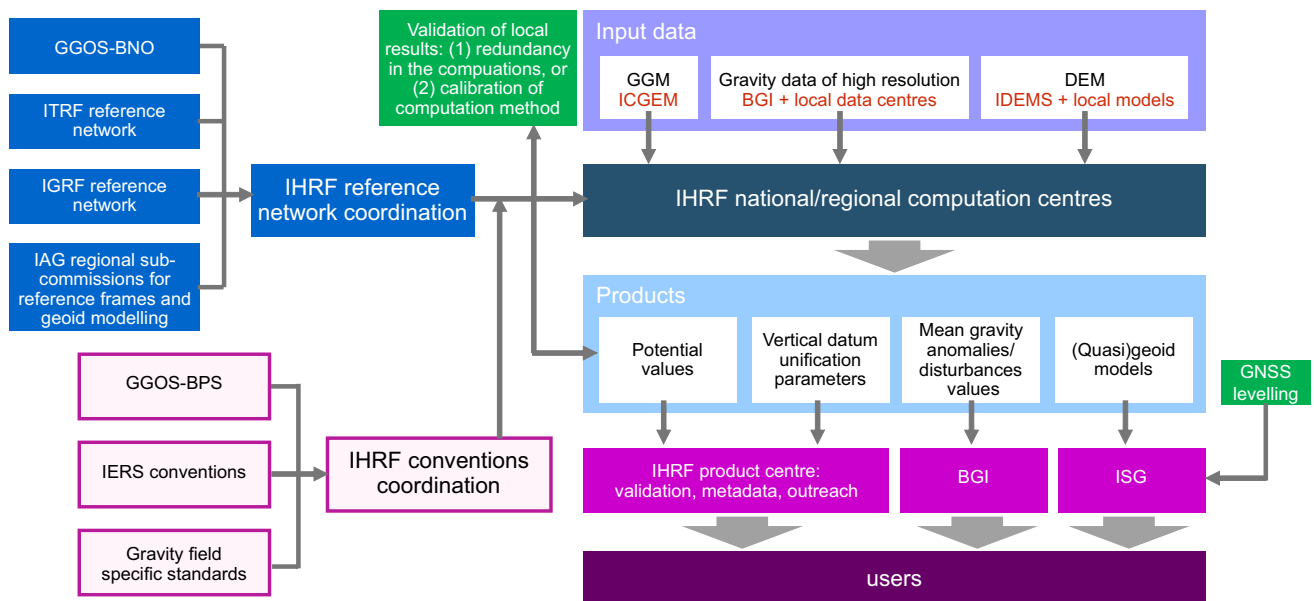 GGOS-BNO
ITRF reference
network
IGRF reference
network
IAG regional sub-
commissions for
reference frames and
geoid modelling
IHRF reference
network coordination
GGOS-BPS
IERS conventions
Gravity field
specific standards
IHRF conventions
coordination
Validation of local
results: (1) redundancy
in the compuations, or
(2) calibration of
computation method
Input data
GGM
ICGEM
Gravity data of high resolution
BGI + local data centres
DEM
IDEMS + local models
IHRF national/regional computation centres
Products
Potential
values
Vertical datum
unification
parameters
Mean gravity
anomalies/
disturbances
values
(Quasi)geoid
models
GNSS
levelling
IHRF product centre:
validation, metadata, outreach
BGI
ISG
users